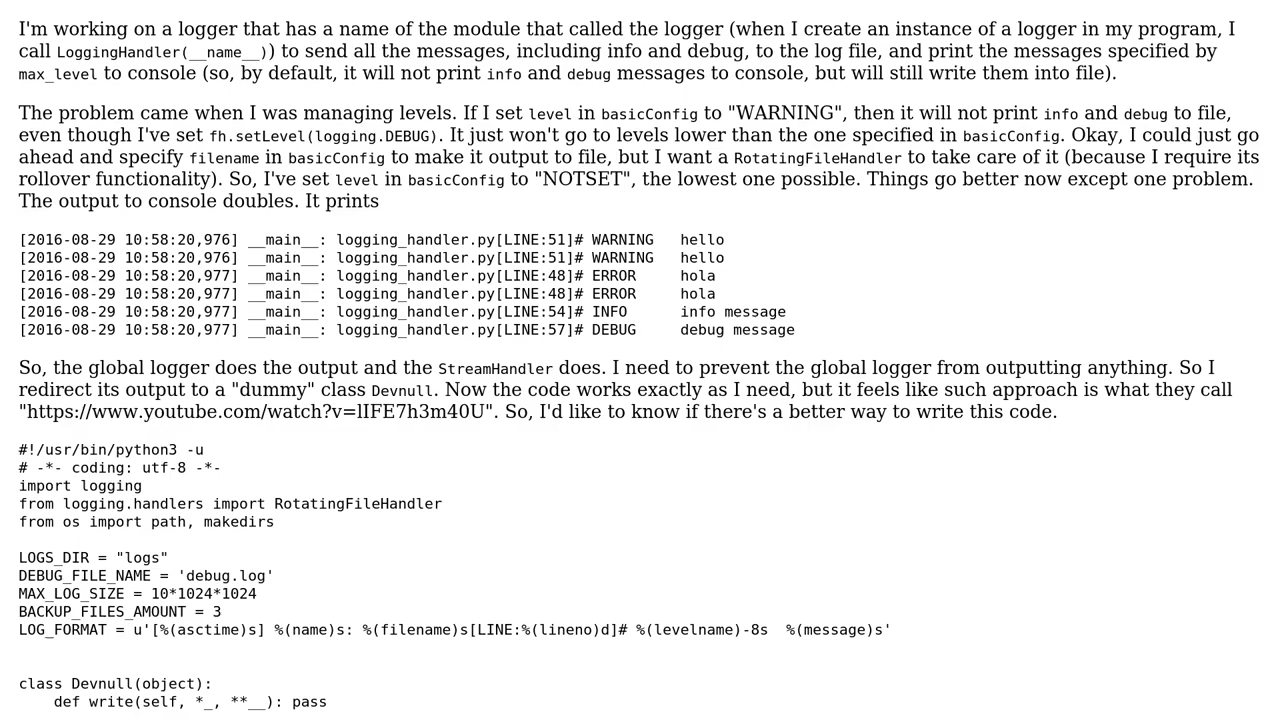 I'm working on a logger that has a name of the module that called the logger (when I create an instance of a logger in my program, I
call LoggingHandler(__name__)) to send all the messages, including info and debug, to the log file, and print the messages specified by
max_level to console (so, by default, it will not print info and debug messages to console, but will still write them into file).
The problem came when I was managing levels. If I set level in basicConfig to "WARNING", then it will not print info and debug to file,
even though I've set fh.setLevel(logging.DEBUG). It just won't go to levels lower than the one specified in basicConfig. Okay, I could just go
ahead and specify filename in basicConfig to make it output to file, but I want a RotatingFileHandler to take care of it (because I require its
rollover functionality). So, I've set level in basicConfig to "NOTSET", the lowest one possible. Things go better now except one problem.
The output to console doubles. It prints
[2016-08-29 10:58:20,976] __main__: logging_handler.py[LINE:51]# WARNING   hello
[2016-08-29 10:58:20,976] __main__: logging_handler.py[LINE:51]# WARNING   hello
[2016-08-29 10:58:20,977] __main__: logging_handler.py[LINE:48]# ERROR     hola
[2016-08-29 10:58:20,977] __main__: logging_handler.py[LINE:48]# ERROR     hola
[2016-08-29 10:58:20,977] __main__: logging_handler.py[LINE:54]# INFO      info message
[2016-08-29 10:58:20,977] __main__: logging_handler.py[LINE:57]# DEBUG     debug message
So, the global logger does the output and the StreamHandler does. I need to prevent the global logger from outputting anything. So I
redirect its output to a "dummy" class Devnull. Now the code works exactly as I need, but it feels like such approach is what they call
"https://www.youtube.com/watch?v=lIFE7h3m40U". So, I'd like to know if there's a better way to write this code.
#!/usr/bin/python3 -u
# -*- coding: utf-8 -*-
import logging
from logging.handlers import RotatingFileHandler
from os import path, makedirs
LOGS_DIR = "logs"
DEBUG_FILE_NAME = 'debug.log'
MAX_LOG_SIZE = 10*1024*1024
BACKUP_FILES_AMOUNT = 3
LOG_FORMAT = u'[%(asctime)s] %(name)s: %(filename)s[LINE:%(lineno)d]# %(levelname)-8s  %(message)s'
class Devnull(object):
    def write(self, *_, **__): pass